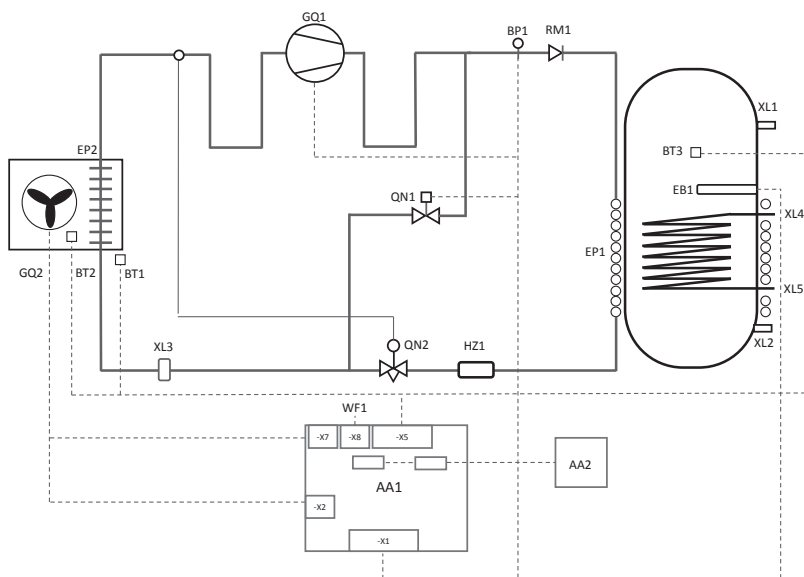 GQ1
BP1
RM1
XL1
EP2
BT3
EB1
QN1
XL4
EP1
GQ2
BT2
BT1
XL5
XL3
QN2
HZ1
XL2
WF1
-X7
-X8
-X5
AA1
AA2
-X2
-X1